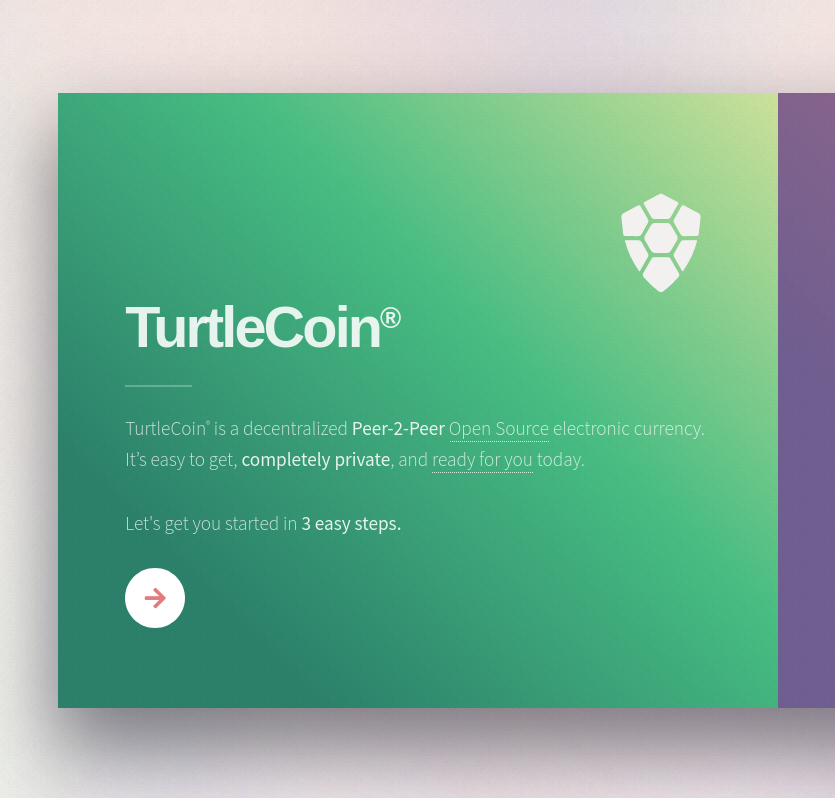 TurtleCoin®
TurtleCoin® is a decentralized Peer-2-Peer Open Source electronic currency.
It’s easy to get, completely private, and ready for you today.
Let's get you started in 3 easy steps.